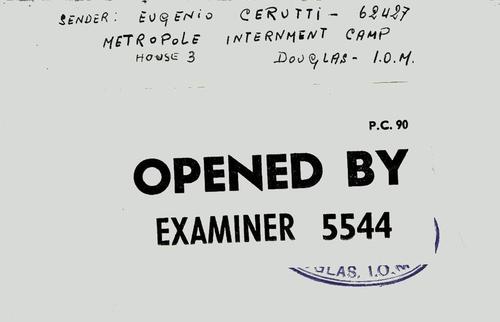 SENDER: EUGENIO CERUTTI - 62427
METROPOLE INTERNMENT CAMP
HOUSE 3 DOUGLAS - I.O.M.
P.C. 90
OPENED BY
EXAMINER 5544
GLAS. I.O.M